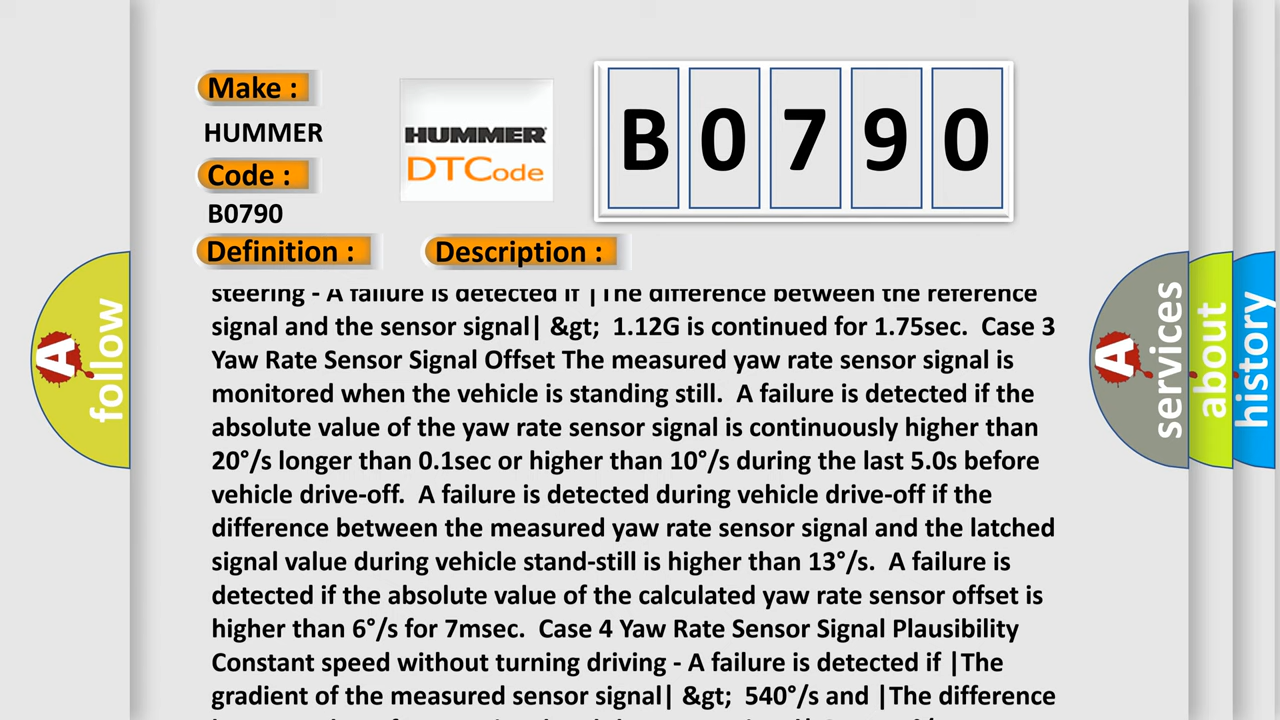 Make :
HUMMER
Code :
B0790
HUMMER
DTCode
B0790
Definition :
Description :
steering - A failure is detected if |The difference between the reference
signal and the sensor signal| &gt;  1.12G is continued for 1.75sec.  Case 3
Yaw Rate Sensor Signal Offset The measured yaw rate sensor signal is
monitored when the vehicle is standing still.  A failure is detected if the
absolute value of the yaw rate sensor signal is continuously higher than
20°/s longer than 0.1sec or higher than 10°/s during the last 5.0s before
vehicle drive-off.  A failure is detected during vehicle drive-off if the
difference between the measured yaw rate sensor signal and the latched
signal value during vehicle stand-still is higher than 13°/s.  A failure is
detected if the absolute value of the calculated yaw rate sensor offset is
higher than 6°/s for 7msec.  Case 4 Yaw Rate Sensor Signal Plausibility
Constant speed without turning driving - A failure is detected if |The
gradient of the measured sensor signal| &gt;  540°/s and |The difference
A follow
A services
about
history